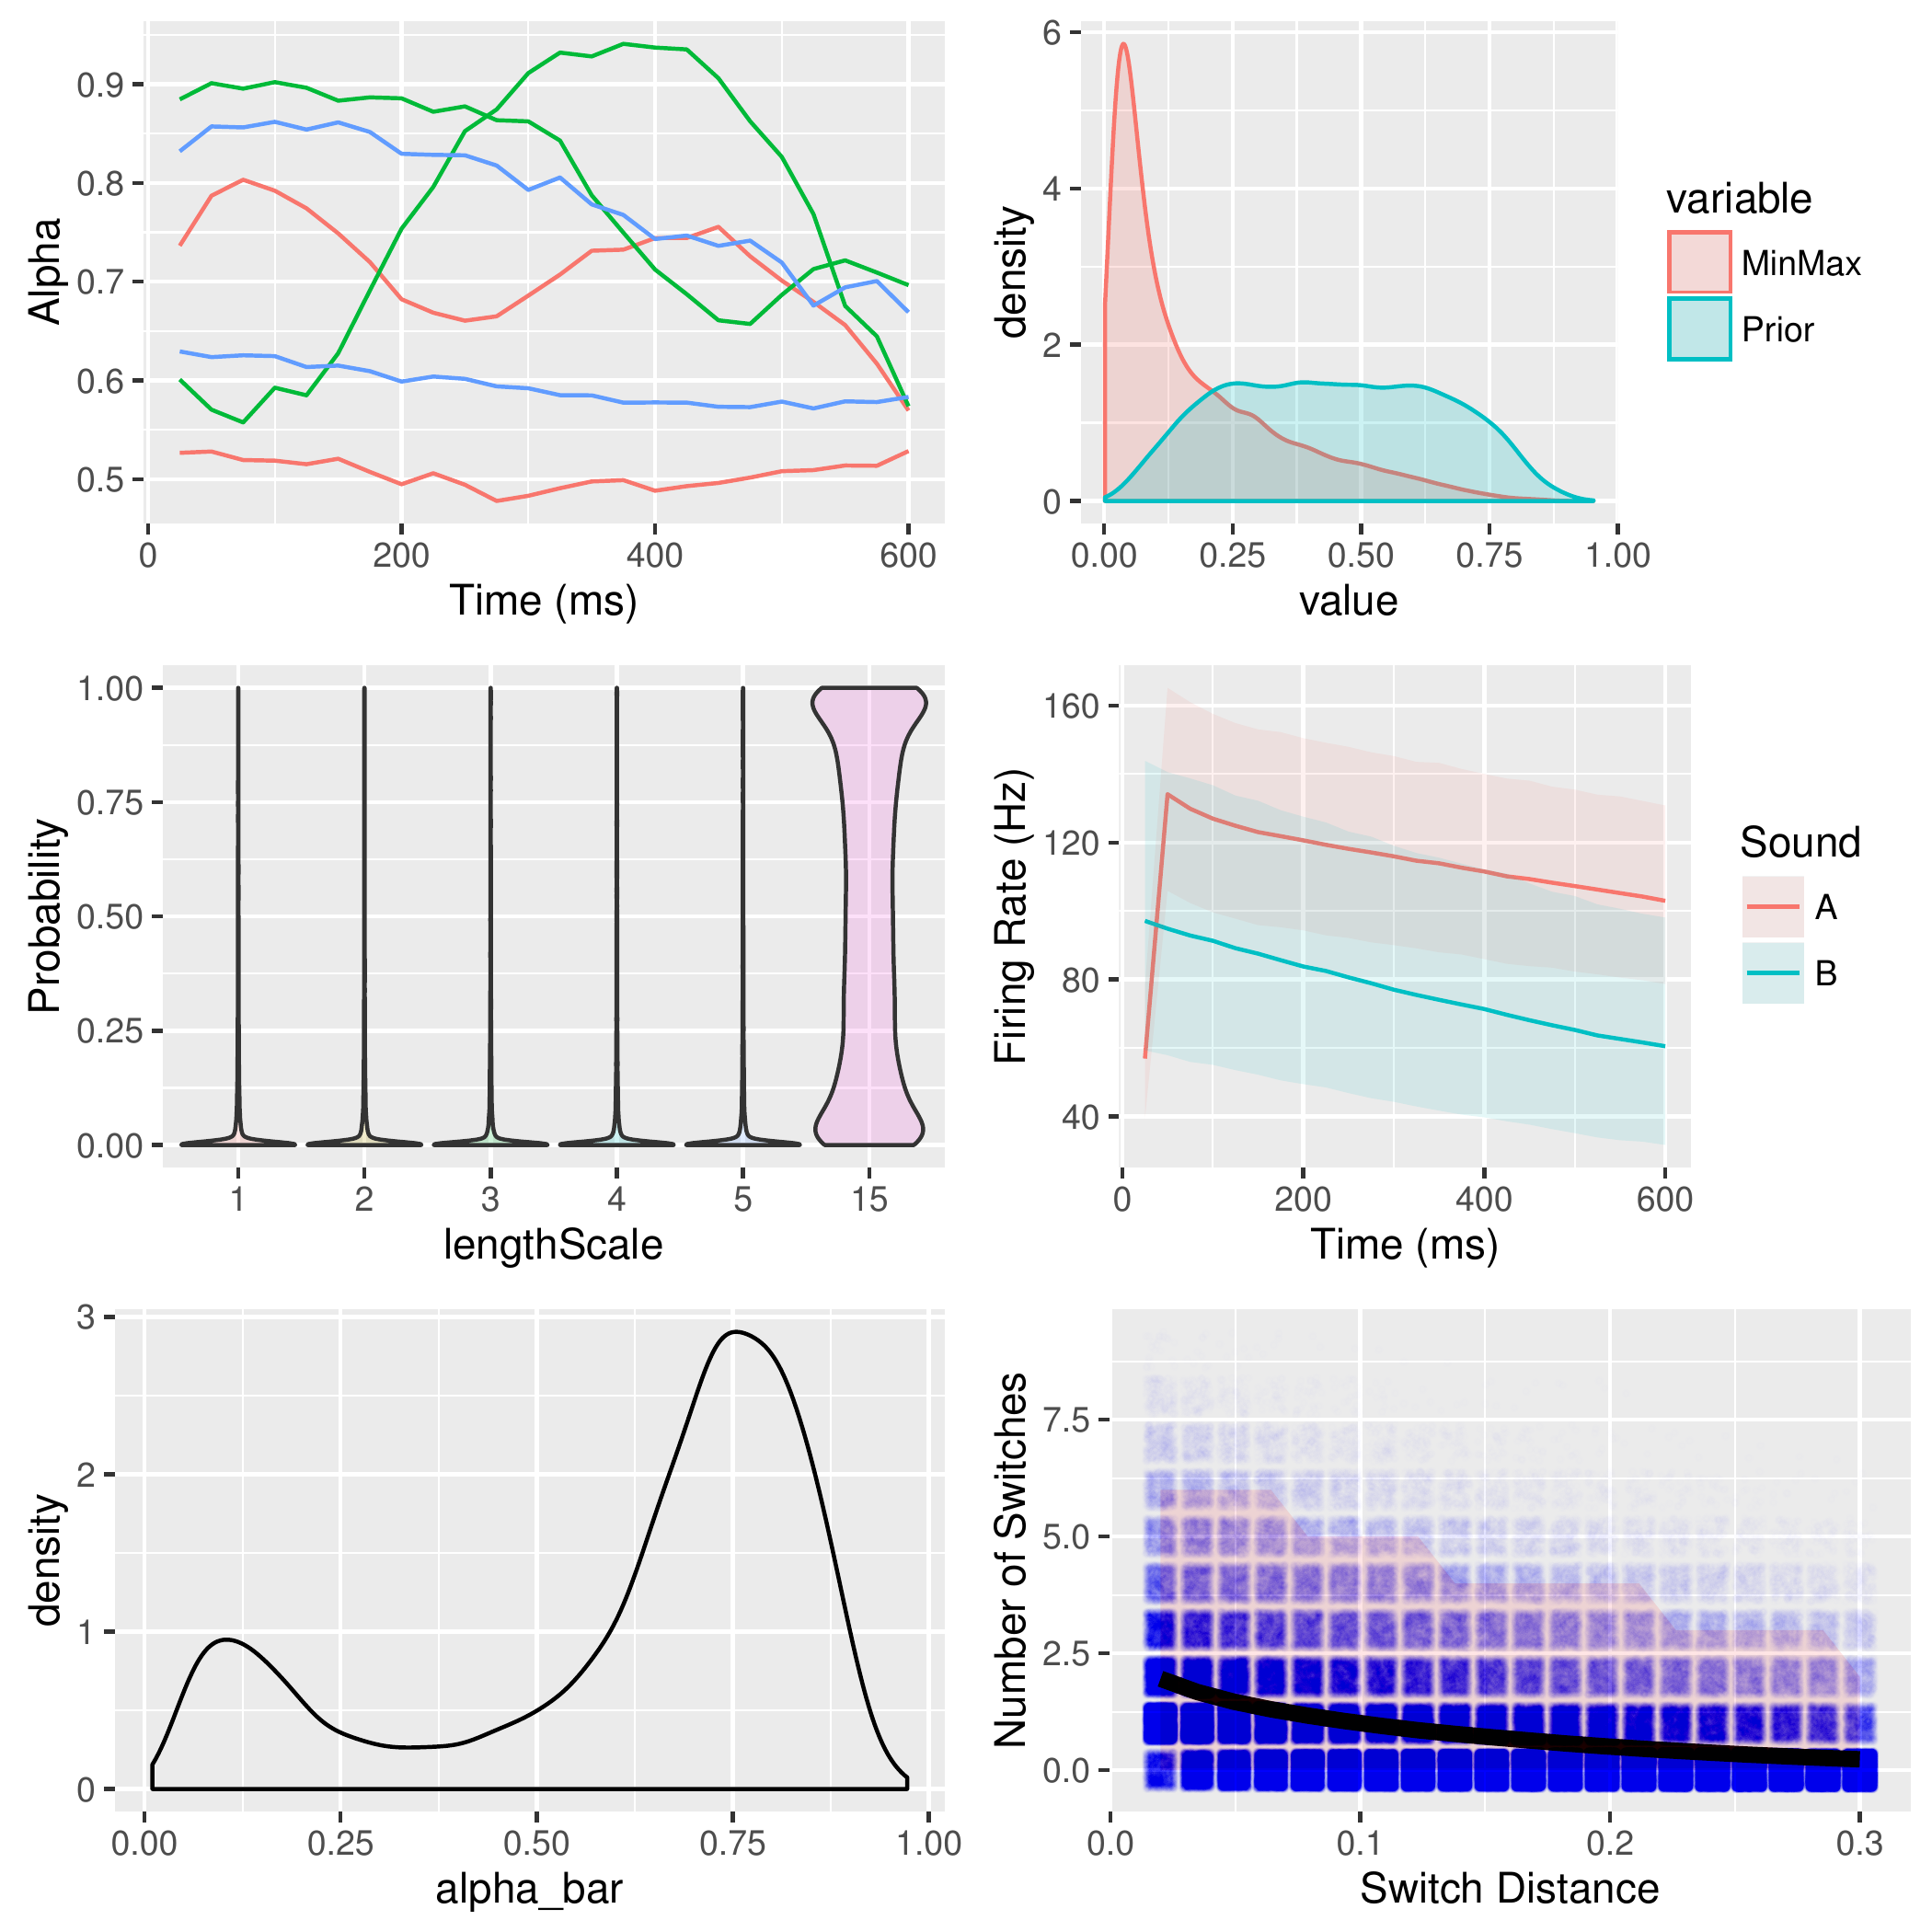 Alpha
0.9
0.8
0.7
0.6
0.5
0 200 400 600
Time (ms)
density
6
4
2
0
0.00 0.25 0.50 0.75 1.00
value
variable
MinMax
Prior
Probability
1.00
0.75
0.50
0.25
0.00
1 2 3 4 5 15
lengthScale
Firing Rate (Hz)
160
120
80
40
0 200 400 600
Time (ms)
Sound
A
B
density
3
2
1
0
0.00 0.25 0.50 0.75 1.00
alpha_bar
Number of Switches
7.5
5.0
2.5
0.0
0.0 0.1 0.2 0.3
Switch Distance